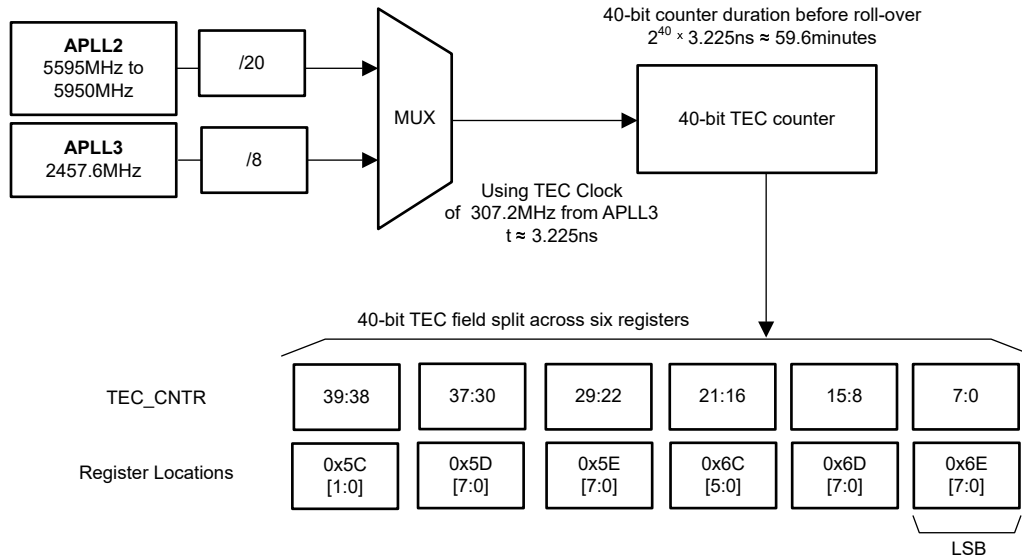 40-bit counter duration before roll-over
2^40 x 3.225ns ≈ 59.6minutes
APLL2
5595MHz to
5950MHz
/20
APLL3
2457.6MHz
/8
MUX
40-bit TEC counter
Using TEC Clock
of 307.2MHz from APLL3
t ≈ 3.225ns
40-bit TEC field split across six registers
TEC_CNTR
39:38
37:30
29:22
21:16
15:8
7:0
Register Locations
0x5C
[1:0]
0x5D
[7:0]
0x5E
[7:0]
0x6C
[5:0]
0x6D
[7:0]
0x6E
[7:0]
LSB